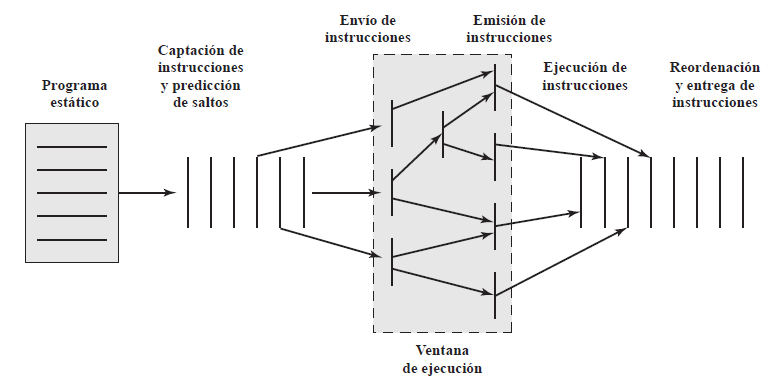 Programa
estático
Captación de
instrucciones
y predicción
de saltos
Envío de
instrucciones
Emisión de
instrucciones
Ejecución de
instrucciones
Reordenación
y entrega de
instrucciones
Ventana
de ejecución